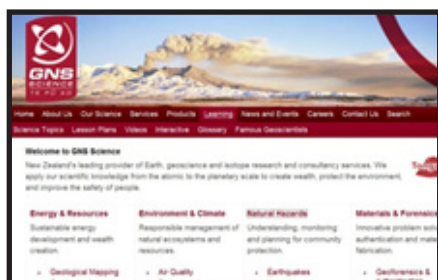 GNS
SCIENCE
TE PŪ AO
Home About Us Our Science Services Products Learning News and Events Careers Contact Us Search
Science Topics Lesson Plans Videos Interactive Glossary Famous Geoscientists
Welcome to GNS Science
New Zealand's leading provider of Earth, geoscience and isotope research and consultancy services. We
apply our scientific knowledge from the atomic to the planetary scale to create wealth, protect the environment,
and improve the safety of people.
Energy & Resources
Sustainable energy
development and wealth
creation.
• Geological Mapping
Environment & Climate
Responsible management of
natural ecosystems and
resources.
• Air Quality
Natural Hazards
Understanding, monitoring
and planning for community
protection.
• Earthquakes
Materials & Forensics
Innovative problem
authentication and
fabrication.
• Geoforensics &